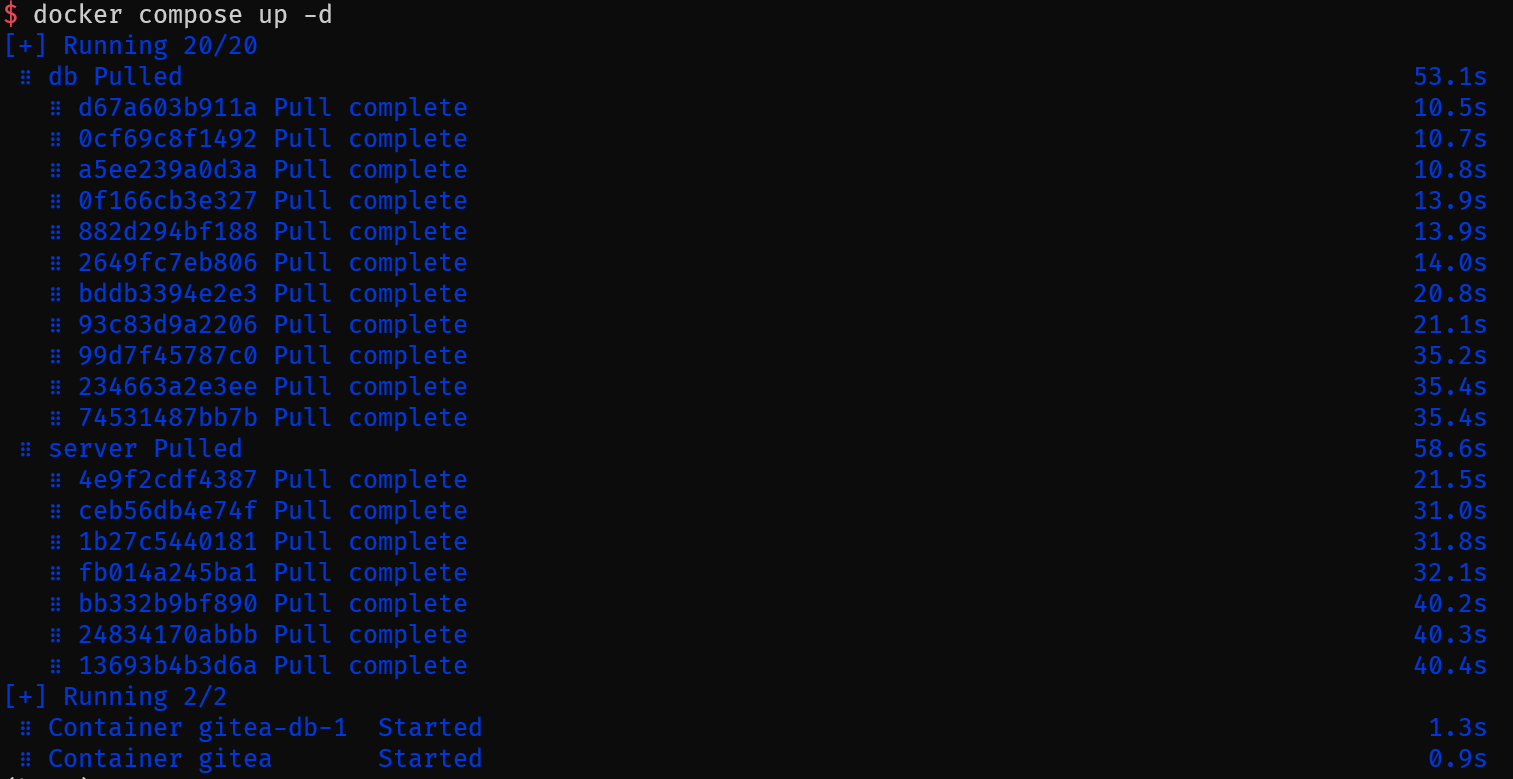 $ docker compose up -d
[+] Running 20/20
⠿ db Pulled 53.1s
⠿ d67a603b911a Pull complete 10.5s
⠿ 0cf69c8f1492 Pull complete 10.7s
⠿ a5ee239a0d3a Pull complete 10.8s
⠿ 0f166cb3e327 Pull complete 13.9s
⠿ 882d294bf188 Pull complete 13.9s
⠿ 2649fc7eb806 Pull complete 14.0s
⠿ bddb3394e2e3 Pull complete 20.8s
⠿ 93c83d9a2206 Pull complete 21.1s
⠿ 99d7f45787c0 Pull complete 35.2s
⠿ 234663a2e3ee Pull complete 35.4s
⠿ 74531487bb7b Pull complete 35.4s
⠿ server Pulled 58.6s
⠿ 4e9f2cdf4387 Pull complete 21.5s
⠿ ceb56db4e74f Pull complete 31.0s
⠿ 1b27c5440181 Pull complete 31.8s
⠿ fb014a245ba1 Pull complete 32.1s
⠿ bb332b9bf890 Pull complete 40.2s
⠿ 24834170abbb Pull complete 40.3s
⠿ 13693b4b3d6a Pull complete 40.4s
[+] Running 2/2
⠿ Container gitea-db-1 Started 1.3s
⠿ Container gitea Started 0.9s